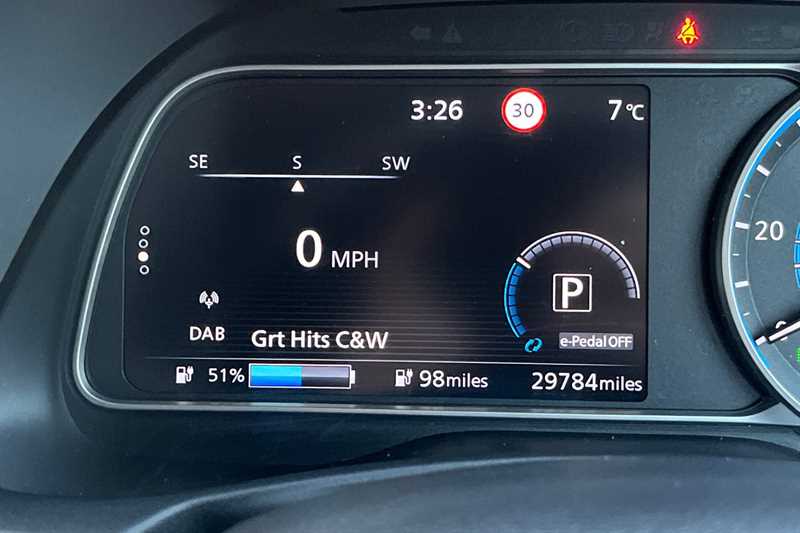 3:26 30 7°C
SE S SW
0 MPH
20
P
DAB Grt Hits C&W e-Pedal OFF
51% 98miles 29784miles